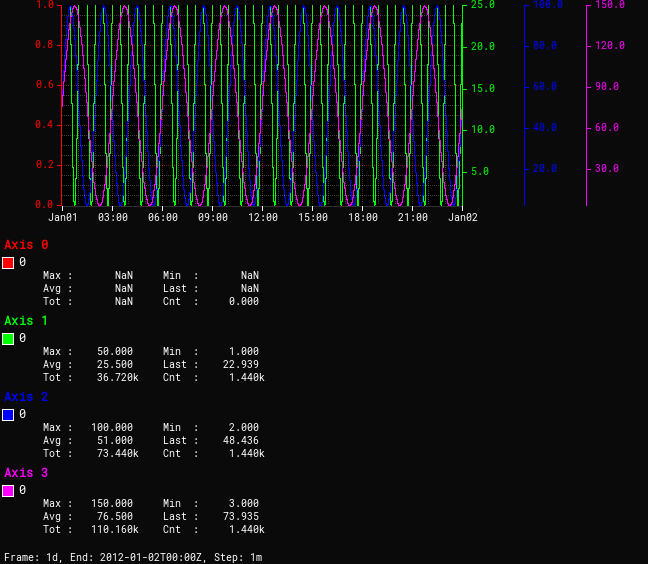 1.0 25.0 100.0 150.0
0.8 20.0 80.0 120.0
0.6 15.0 60.0 90.0
0.4 10.0 40.0 60.0
0.2 5.0 20.0 30.0
0.0
Jan01 03:00 06:00 09:00 12:00 15:00 18:00 21:00 Jan02
Axis 0
0
Max : NaN Min : NaN
Avg : NaN Last : NaN
Tot : NaN Cnt : 0.000
Axis 1
0
Max : 50.000 Min : 1.000
Avg : 25.500 Last : 22.939
Tot : 36.720k Cnt : 1.440k
Axis 2
0
Max : 100.000 Min : 2.000
Avg : 51.000 Last : 48.436
Tot : 73.440k Cnt : 1.440k
Axis 3
0
Max : 150.000 Min : 3.000
Avg : 76.500 Last : 73.935
Tot : 110.160k Cnt : 1.440k
Frame: 1d, End: 2012-01-02T00:00Z, Step: 1m